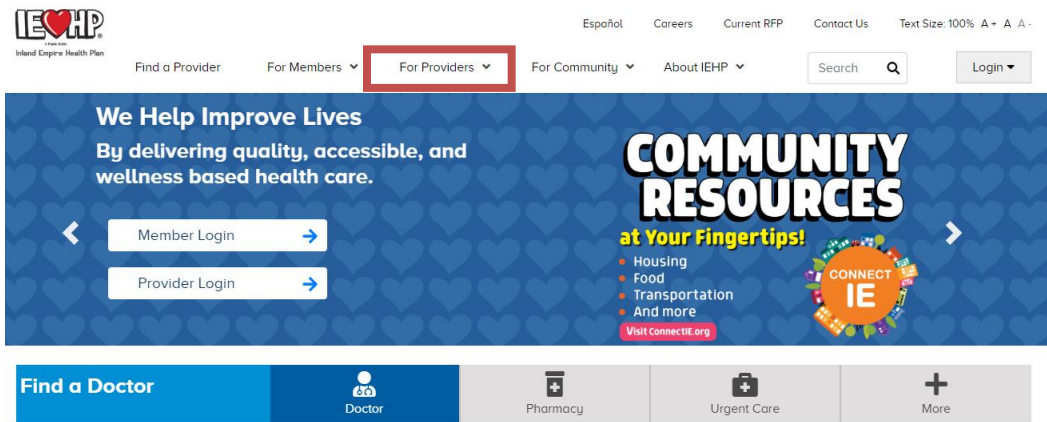 IEHP
A Public Entity
Inland Empire Health Plan
Español Careers Current RFP Contact Us Text Size: 100% A+ A A-
Find a Provider For Members For Providers For Community About IEHP Search Login
We Help Improve Lives
By delivering quality, accessible, and
wellness based health care.
Member Login
Provider Login
COMMUNITY
RESOURCES
at Your Fingertips!
Housing
Food
Transportation
And more
Visit ConnectIE.org
CONNECT
IE
Find a Doctor
Doctor Pharmacy Urgent Care More